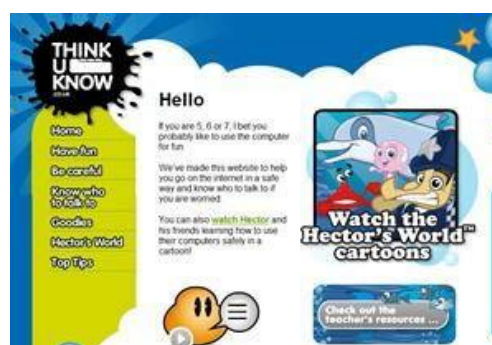 THINK
U
KNOW
.co.uk
Home
Have fun
Be careful
Know who
to talk to
Goodies
Hector's World
Top Tips
Hello
If you are 5, 6 or 7, I bet you
probably like to use the computer
for fun
We've made this website to help
you go on the internet in a safe
way and know who to talk to if
you are worried
You can also watch Hector and
his friends learning how to use
their computers safely in a
cartoon!
Watch the
Hector's World™
cartoons
Check out the
teacher's resources ...